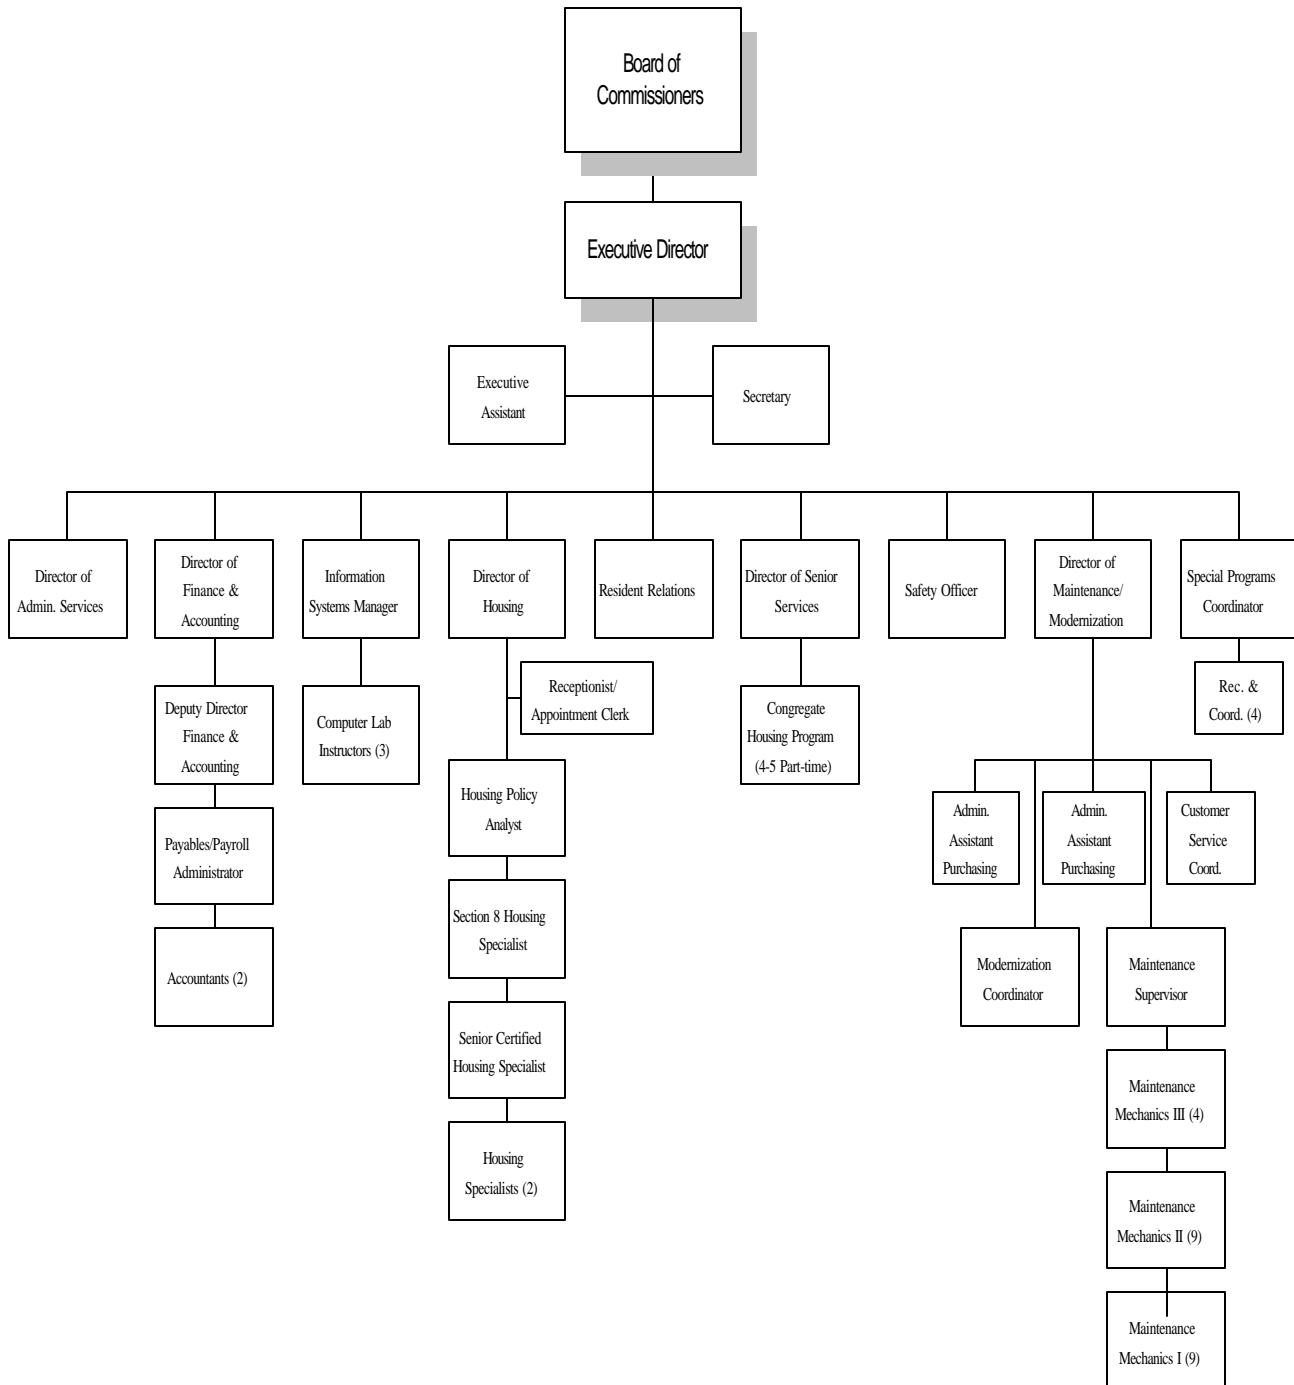 Board of
Commissioners
Executive Director
Executive
Assistant
Secretary
Director of
Admin. Services
Director of
Finance &
Accounting
Information
Systems Manager
Director of
Housing
Resident Relations
Director of Senior
Services
Safety Officer
Director of
Maintenance/
Modernization
Special Programs
Coordinator
Deputy Director
Finance &
Accounting
Computer Lab
Instructors (3)
Receptionist/
Appointment Clerk
Congregate
Housing Program
(4-5 Part-time)
Rec. &
Coord. (4)
Payables/Payroll
Administrator
Housing Policy
Analyst
Admin.
Assistant
Purchasing
Admin.
Assistant
Purchasing
Customer
Service
Coord.
Accountants (2)
Section 8 Housing
Specialist
Modernization
Coordinator
Maintenance
Supervisor
Senior Certified
Housing Specialist
Maintenance
Mechanics III (4)
Housing
Specialists (2)
Maintenance
Mechanics II (9)
Maintenance
Mechanics I (9)